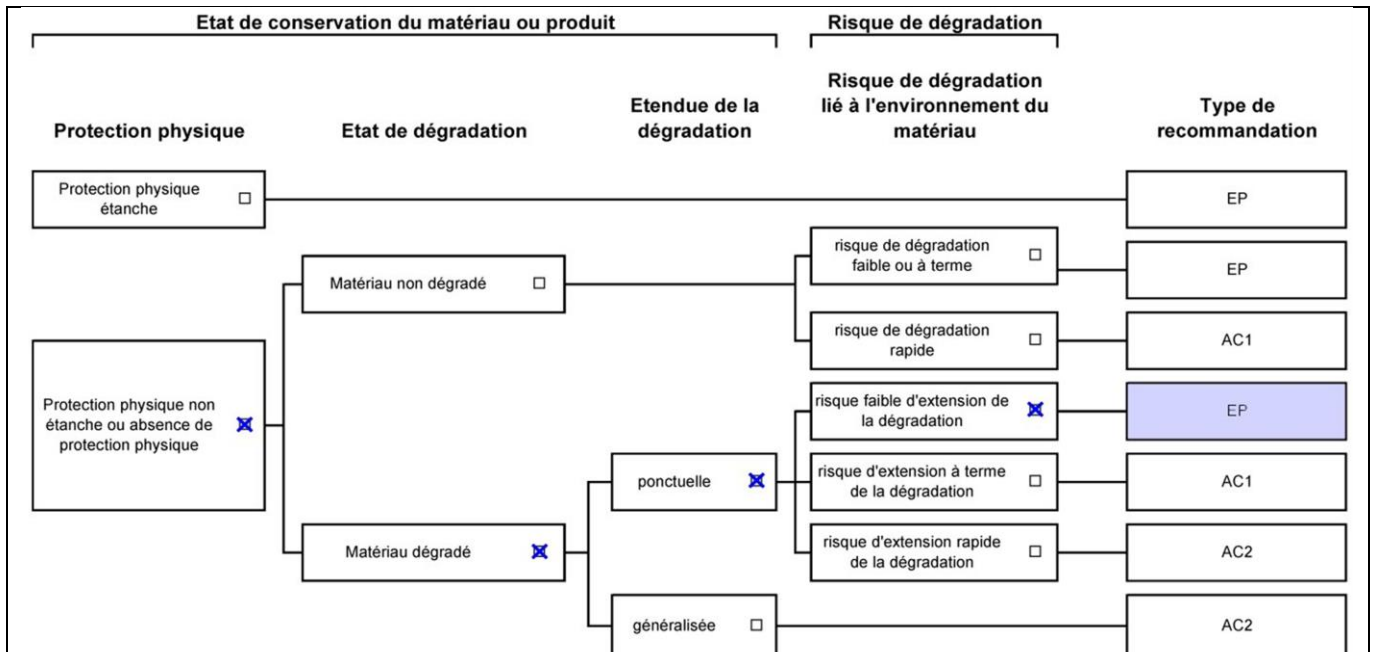 Etat de conservation du matériau ou produit
Risque de dégradation
Protection physique
Etat de dégradation
Etendue de la
dégradation
Risque de dégradation
lié à l'environnement du
matériau
Type de
recommandation
Protection physique
étanche
EP
Protection physique non
étanche ou absence de
protection physique
Matériau non dégradé
risque de dégradation
faible ou à terme
EP
risque de dégradation
rapide
AC1
Matériau dégradé
ponctuelle
risque faible d'extension de
la dégradation
EP
risque d'extension à terme
de la dégradation
AC1
risque d'extension rapide
de la dégradation
AC2
généralisée
AC2